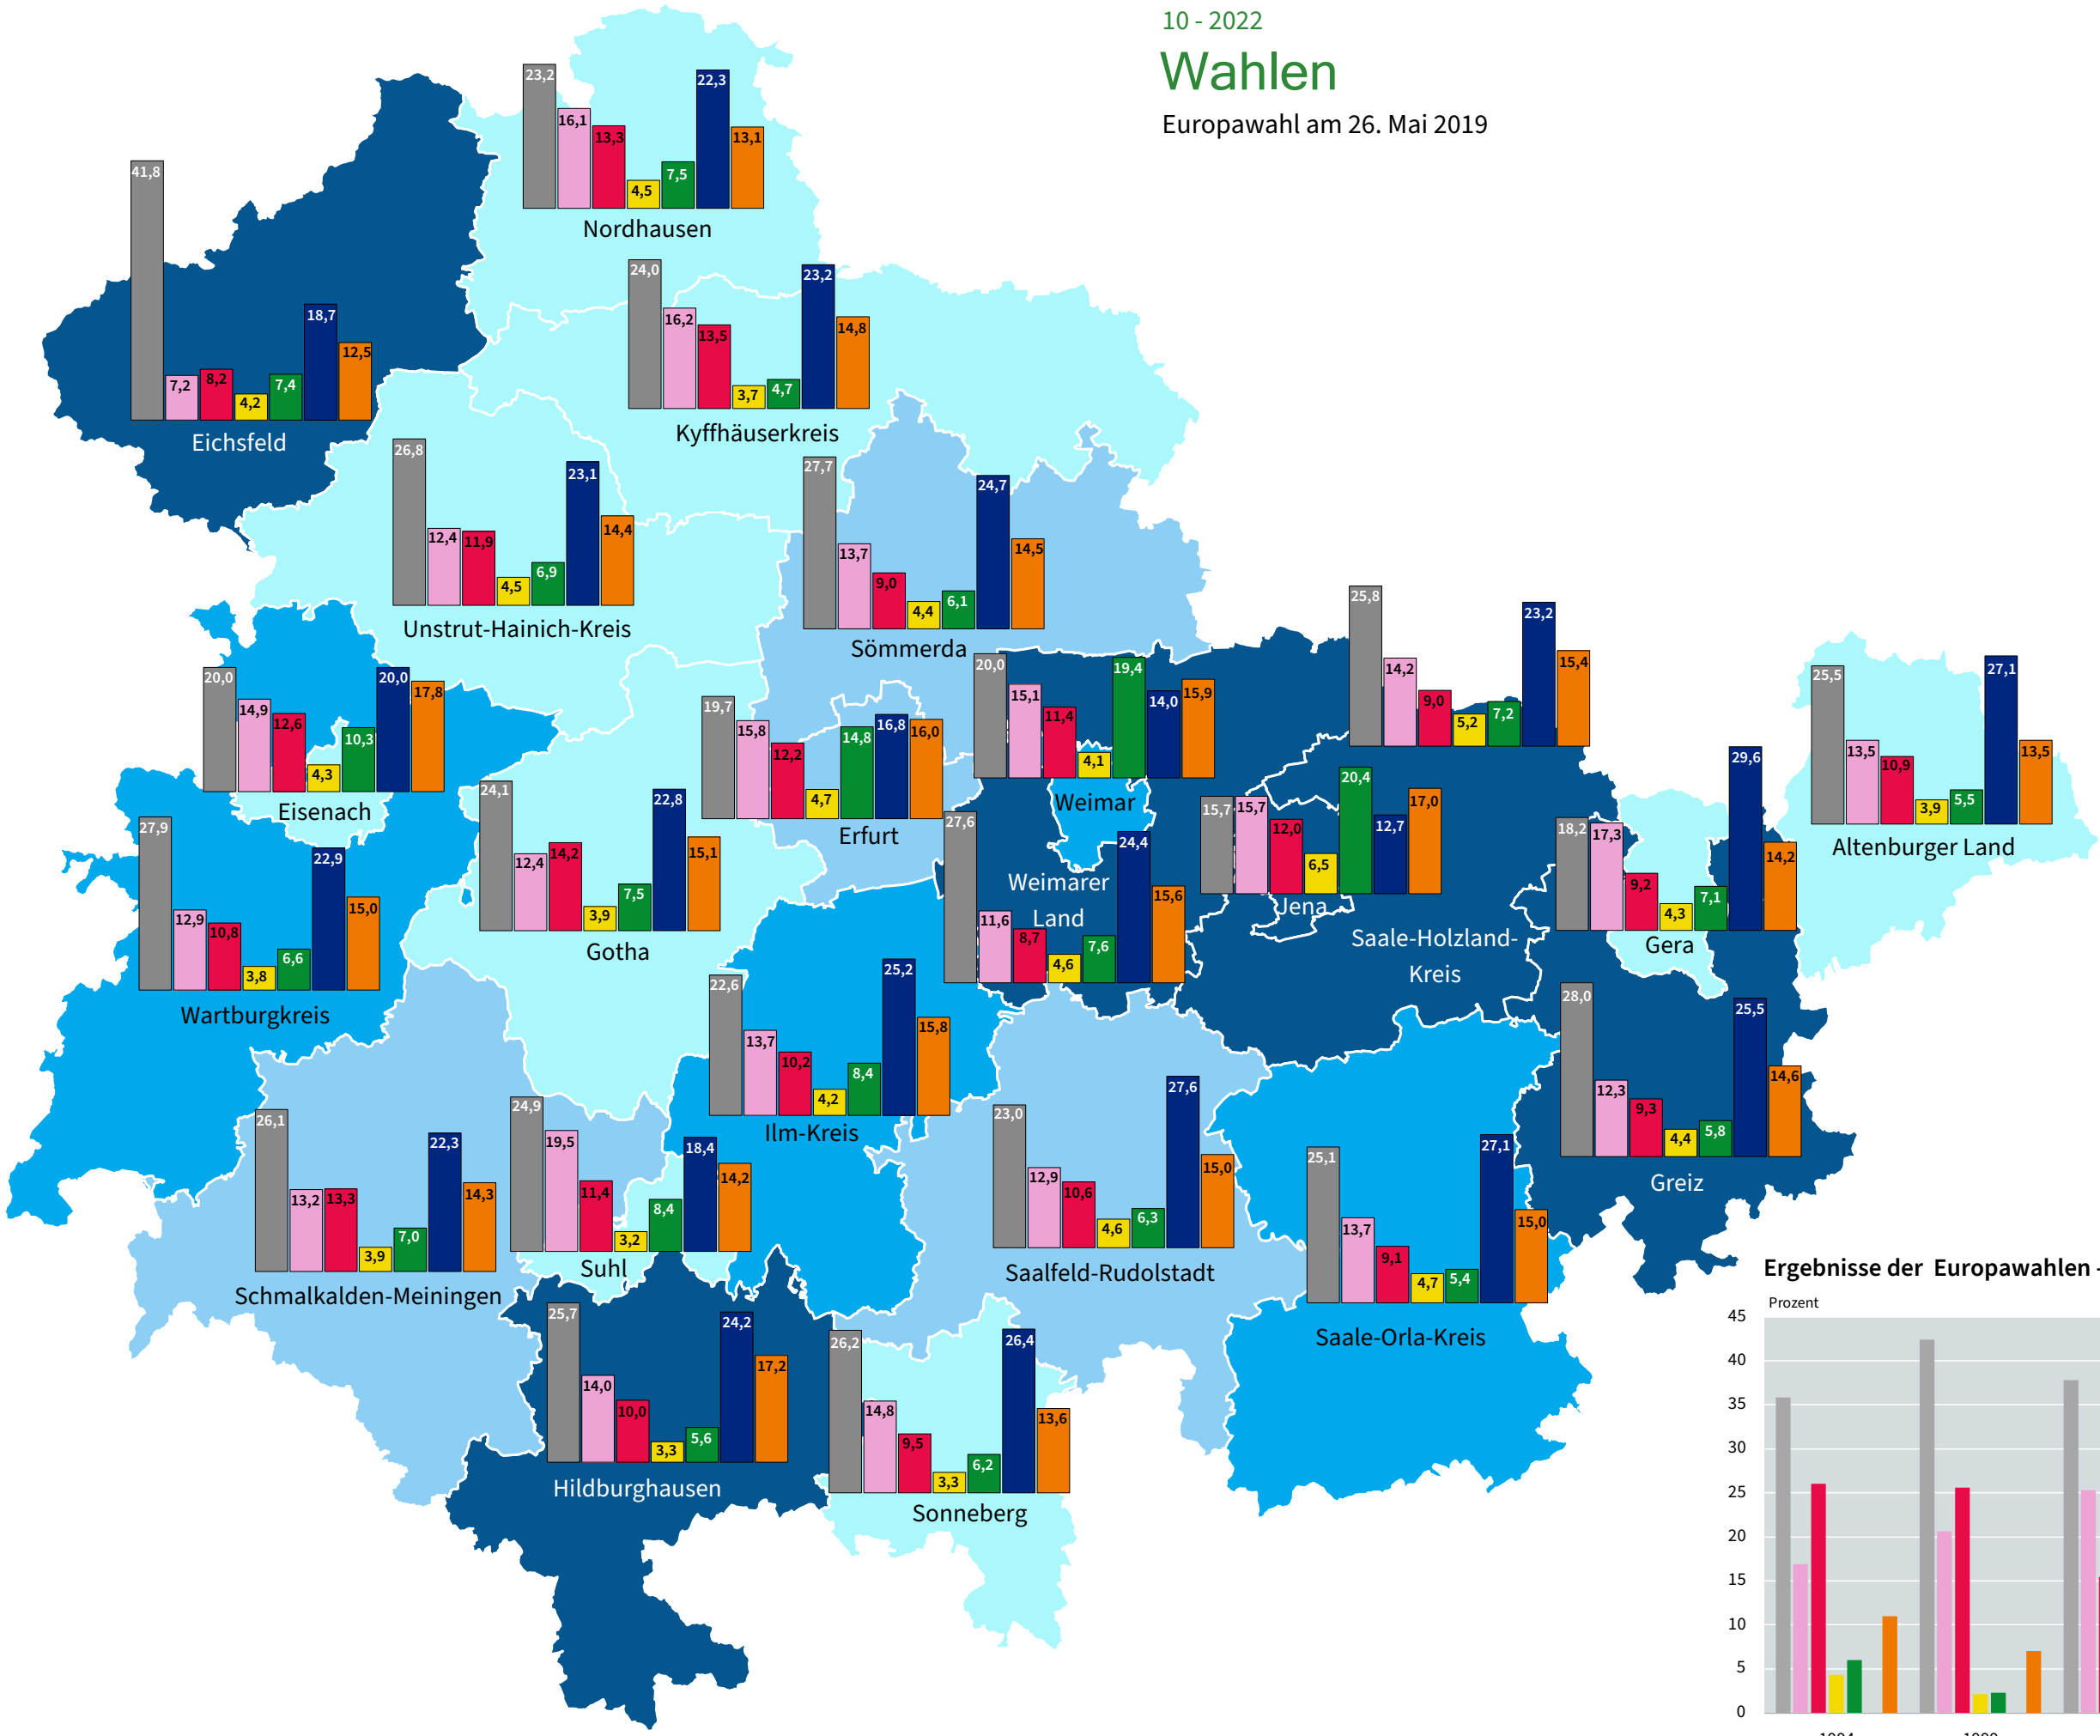 10 - 2022
Wahlen
Europawahl am 26. Mai 2019
23,2 16,1 13,3 4,5 7,5 22,3 13,1
Nordhausen
41,8 7,2 8,2 4,2 7,4 18,7 12,5
Eichsfeld
24,0 16,2 13,5 3,7 4,7 23,2 14,8
Kyffhäuserkreis
26,8 12,4 11,9 4,5 6,9 23,1 14,4
Unstrut-Hainich-Kreis
27,7 13,7 9,0 4,4 6,1 24,7 14,5
Sömmerda
20,0 14,9 12,6 4,3 10,3 20,0 17,8
Eisenach
19,7 15,8 12,2 4,7 14,8 16,8 16,0
Erfurt
20,0 15,1 11,4 4,1 19,4 14,0 15,9
Weimar
25,8 14,2 9,0 5,2 7,2 23,2 15,4
Saale-Holzland-
Kreis
25,5 13,5 10,9 3,9 5,5 27,1 13,5
Altenburger Land
27,9 12,9 10,8 3,8 6,6 22,9 15,0
Wartburgkreis
24,1 12,4 14,2 3,9 7,5 22,8 15,1
Gotha
27,6 11,6 8,7 4,6 7,6 24,4 15,6
Weimarer
Land
15,7 15,7 12,0 6,5 20,4 12,7 17,0
Jena
18,2 17,3 9,2 4,3 7,1 29,6 14,2
Gera
22,6 13,7 10,2 4,2 8,4 25,2 15,8
Ilm-Kreis
28,0 12,3 9,3 4,4 5,8 25,5 14,6
Greiz
26,1 13,2 13,3 3,9 7,0 22,3 14,3
Schmalkalden-Meiningen
24,9 19,5 11,4 3,2 8,4 18,4 14,2
Suhl
23,0 12,9 10,6 4,6 6,3 27,6 15,0
Saalfeld-Rudolstadt
25,1 13,7 9,1 4,7 5,4 27,1 15,0
Saale-Orla-Kreis
25,7 14,0 10,0 3,3 5,6 24,2 17,2
Hildburghausen
26,2 14,8 9,5 3,3 6,2 26,4 13,6
Sonneberg
Ergebnisse der Europawahlen -
Prozent
45
40
35
30
25
20
15
10
5
0